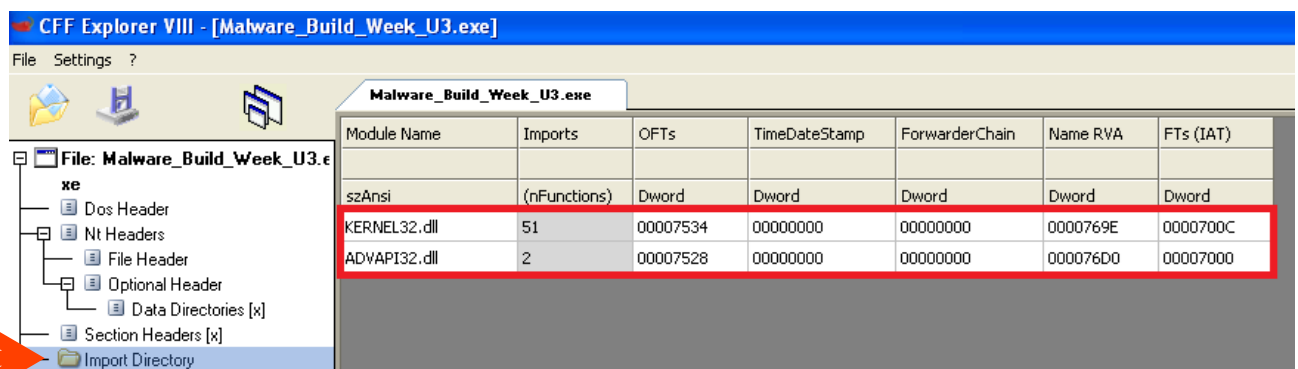 CFF Explorer VIII - [Malware_Build_Week_U3.exe]
File Settings ?
Malware_Build_Week_U3.exe
Module Name Imports OFTs TimeDateStamp ForwarderChain Name RVA FTs (IAT)
szAnsi (nFunctions) Dword Dword Dword Dword Dword
KERNEL32.dll 51 00007534 00000000 00000000 0000769E 0000700C
ADVAPI32.dll 2 00007528 00000000 00000000 000076D0 00007000
File: Malware_Build_Week_U3.e
xe
Dos Header
Nt Headers
File Header
Optional Header
Data Directories [x]
Section Headers [x]
Import Directory